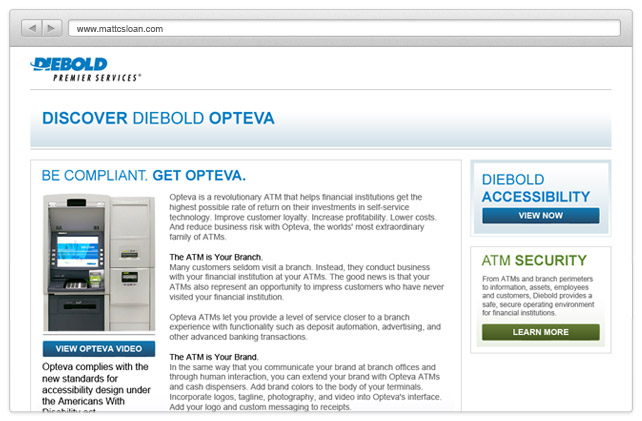 www.mattcsloan.com
DIEBOLD
PREMIER SERVICES®
DISCOVER DIEBOLD OPTEVA
BE COMPLIANT. GET OPTEVA.
VIEW OPTEVA VIDEO
Opteva complies with the
new standards for
accessibility design under
the Americans With
Disability act
Opteva is a revolutionary ATM that helps financial institutions get the
highest possible rate of return on their investments in self-service
technology. Improve customer loyalty. Increase profitability. Lower costs.
And reduce business risk with Opteva, the worlds' most extraordinary
family of ATMs.
The ATM is Your Branch.
Many customers seldom visit a branch. Instead, they conduct business
with your financial institution at your ATMs. The good news is that your
ATMs also represent an opportunity to impress customers who have never
visited your financial institution.
Opteva ATMs let you provide a level of service closer to a branch
experience with functionality such as deposit automation, advertising, and
other advanced banking transactions.
The ATM is Your Brand.
In the same way that you communicate your brand at branch offices and
through human interaction, you can extend your brand with Opteva ATMs
and cash dispensers. Add brand colors to the body of your terminals.
Incorporate logos, tagline, photography, and video into Opteva's interface.
Add your logo and custom messaging to receipts.
DIEBOLD
ACCESSIBILITY
VIEW NOW
ATM SECURITY
From ATMs and branch perimeters
to information, assets, employees
and customers, Diebold provides a
safe, secure operating environment
for financial institutions.
LEARN MORE